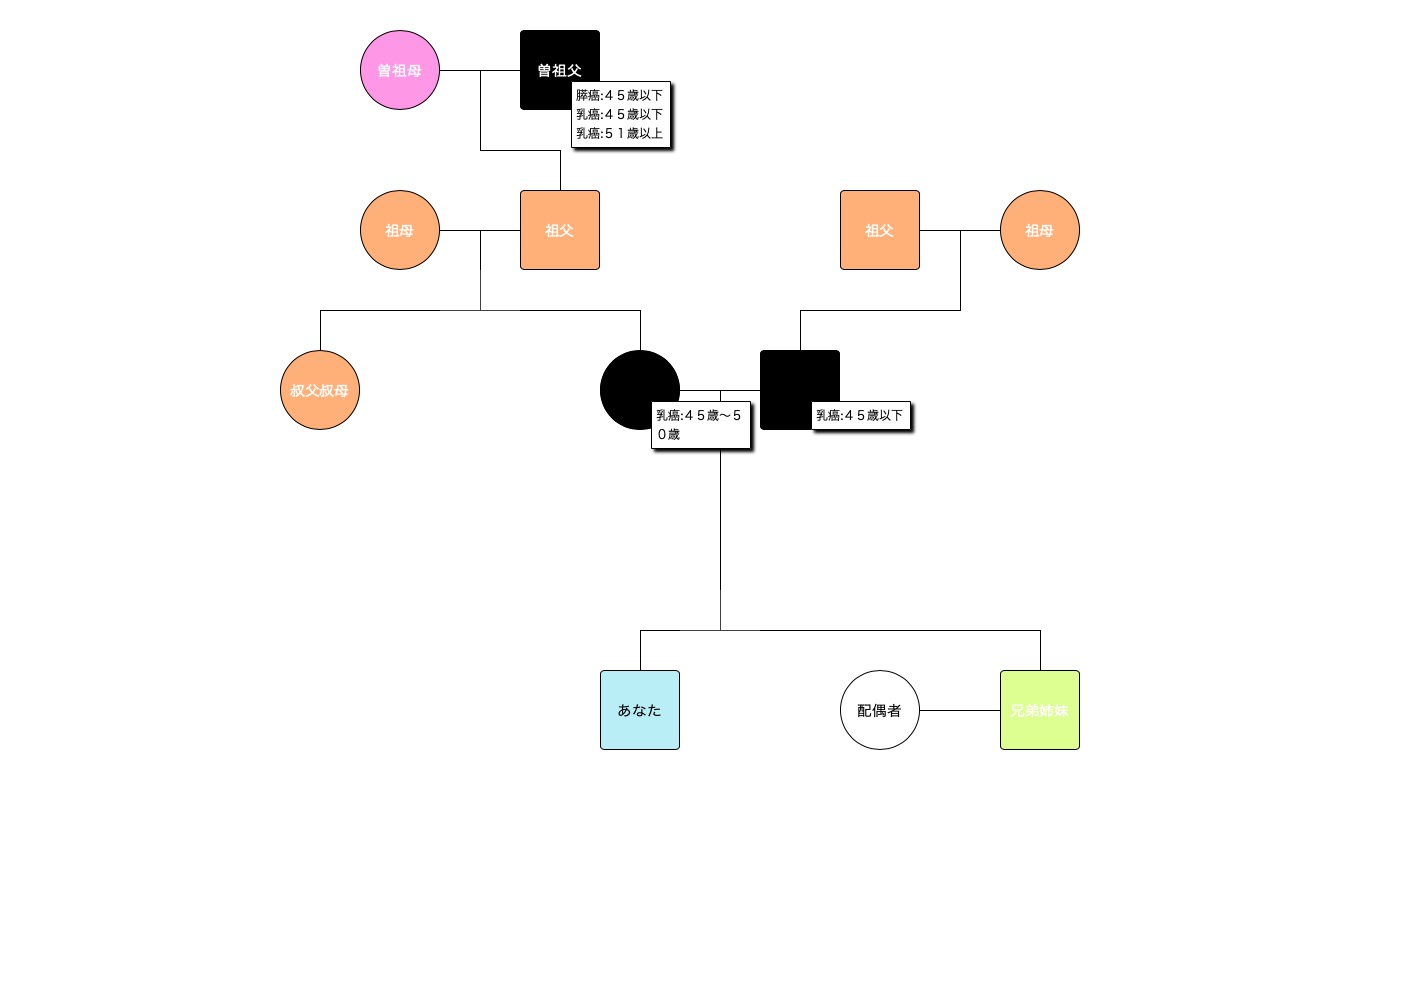 曽祖母
曽祖父
膵癌:４５歳以下
乳癌:４５歳以下
乳癌:５１歳以上
祖母
祖父
祖父
祖母
叔父叔母
乳癌:４５歳〜５
０歳
乳癌:４５歳以下
あなた
配偶者
兄弟姉妹